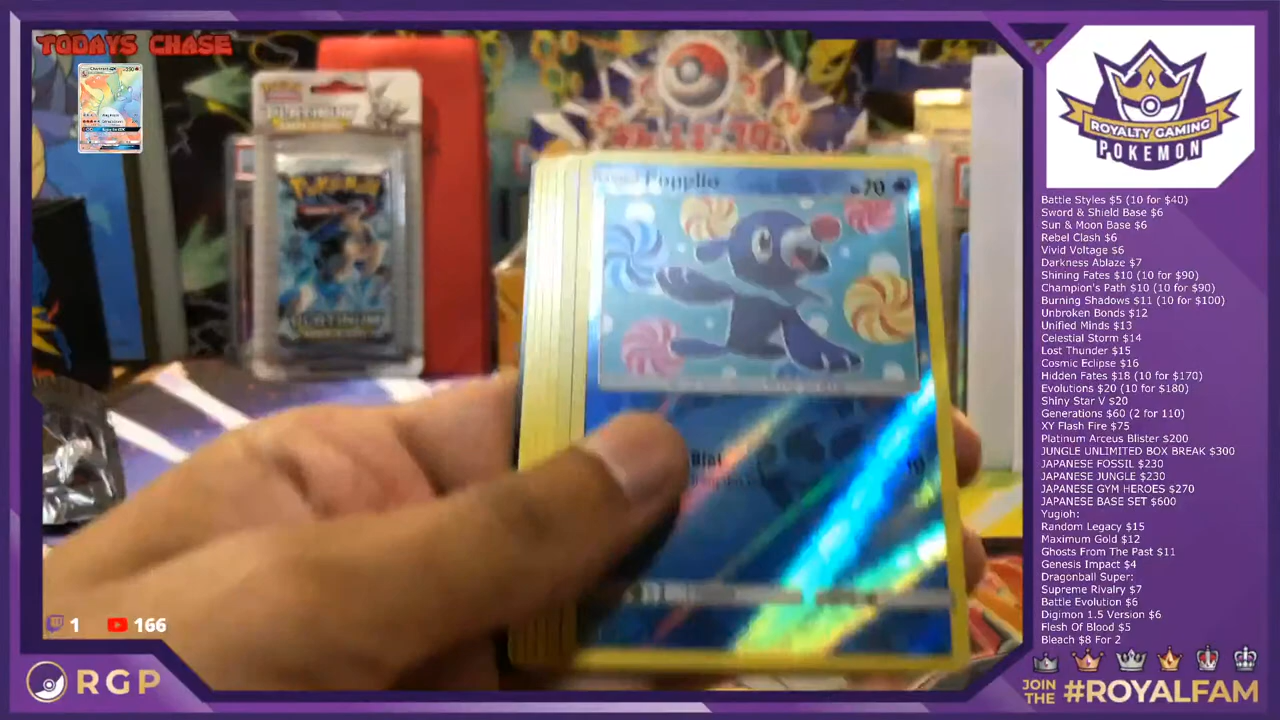 TODAYS CHASE
Popplio
70
POKEMON
ROYALTY GAMING
POKEMON
Battle Styles $5 (10 for $40)
Sword & Shield Base $6
Sun & Moon Base $6
Rebel Clash $6
Vivid Voltage $6
Darkness Ablaze $7
Shining Fates $10 (10 for $90)
Champion's Path $10 (10 for $90)
Burning Shadows $11 (10 for $100)
Unbroken Bonds $12
Unified Minds $13
Celestial Storm $14
Lost Thunder $15
Cosmic Eclipse $16
Hidden Fates $18 (10 for $170)
Evolutions $20 (10 for $180)
Shiny Star V $20
Generations $60 (2 for 110)
XY Flash Fire $75
Platinum Arceus Blister $200
JUNGLE UNLIMITED BOX BREAK $300
JAPANESE FOSSIL $230
JAPANESE JUNGLE $230
JAPANESE GYM HEROES $270
JAPANESE BASE SET $600
Yugioh:
Random Legacy $15
Maximum Gold $12
Ghosts From The Past $11
Genesis Impact $4
Dragonball Super:
Supreme Rivalry $7
Battle Evolution $6
Digimon 1.5 Version $6
Flesh Of Blood $5
Bleach $8 For 2
1
166
RGP
JOIN THE #ROYALFAM